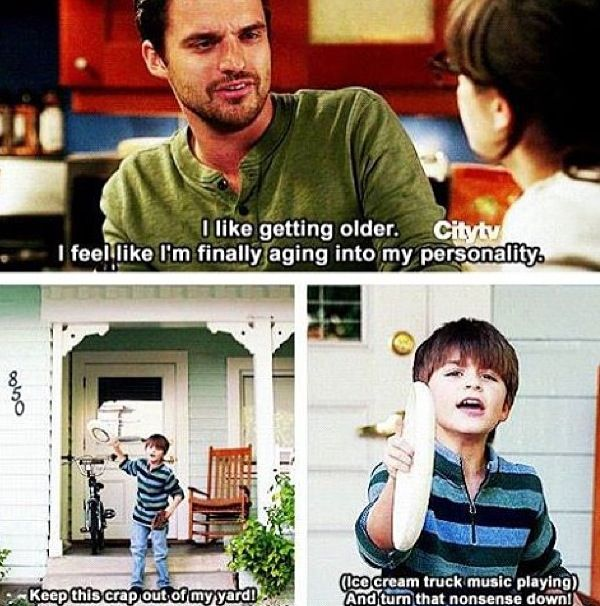 I like getting older.
Citytv
I feel like I'm finally aging into my personality.
850
Keep this crap out of my yard!
(Ice cream truck music playing)
And turn that nonsense down!